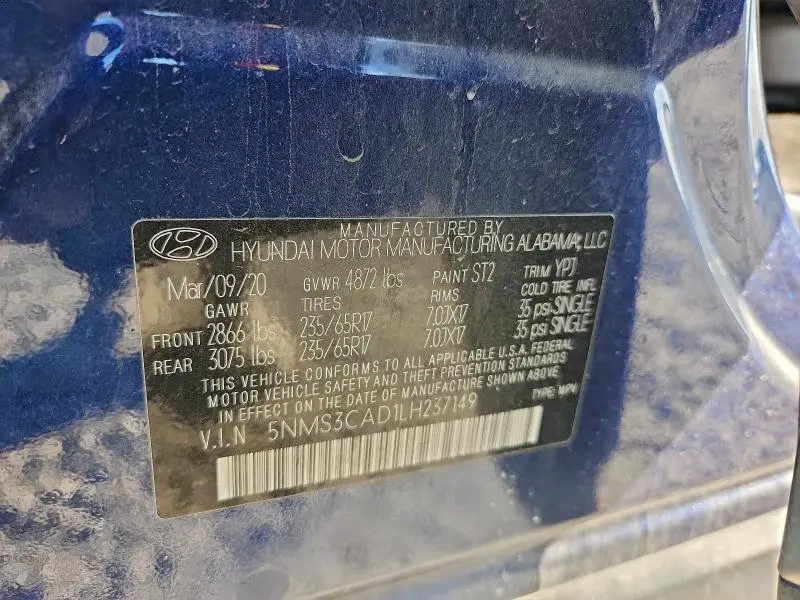 MANUFACTURED BY
HYUNDAI MOTOR MANUFACTURING ALABAMA, LLC
Mar/09/20 GVWR 4872 lbs PAINT ST2 TRIM YPJ
GAWR TIRES RIMS COLD TIRE INFL
FRONT 2866 lbs 235/65R17 7.0JX17 35 psi-SINGLE
REAR 3075 lbs 235/65R17 7.0JX17 35 psi SINGLE
THIS VEHICLE CONFORMS TO ALL APPLICABLE U.S.A. FEDERAL
MOTOR VEHICLE SAFETY AND THEFT PREVENTION STANDARDS
IN EFFECT ON THE DATE OF MANUFACTURE SHOWN ABOVE
V.I.N 5NMS3CAD1LH237149 TYPE: MPV